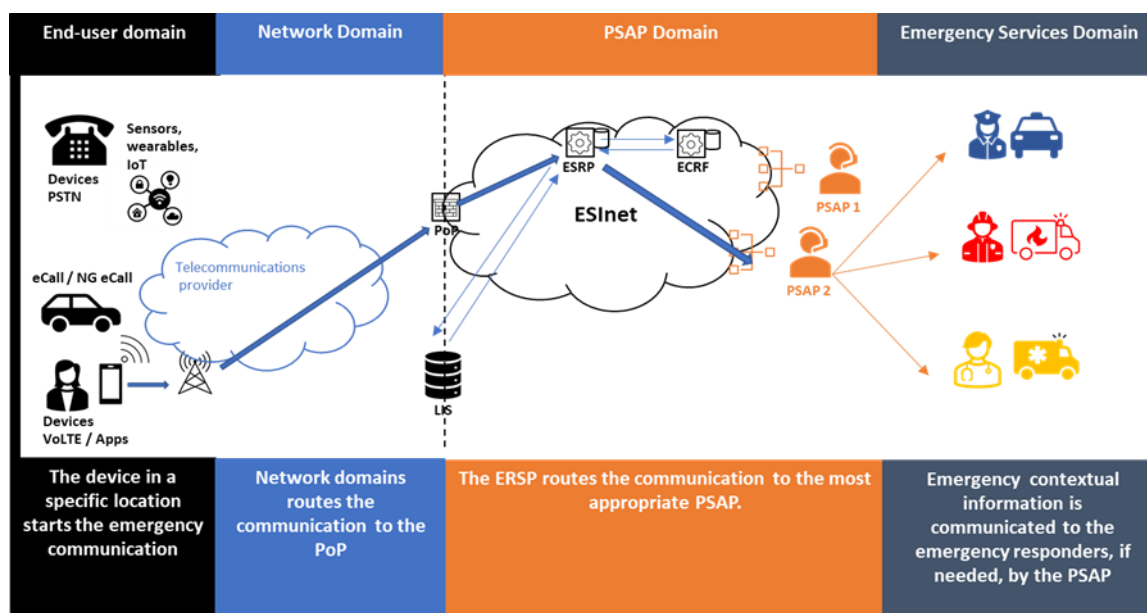 End-user domain
Network Domain
PSAP Domain
Emergency Services Domain
Devices
PSTN
Sensors,
wearables,
IoT
eCall / NG eCall
Devices
VoLTE / Apps
Telecommunications
provider
PoP
LIS
ESRP
ECRF
ESInet
PSAP 1
PSAP 2
The device in a
specific location
starts the emergency
communication
Network domains
routes the
communication to the
PoP
The ERSP routes the communication to the most
appropriate PSAP.
Emergency contextual
information is
communicated to the
emergency responders, if
needed, by the PSAP